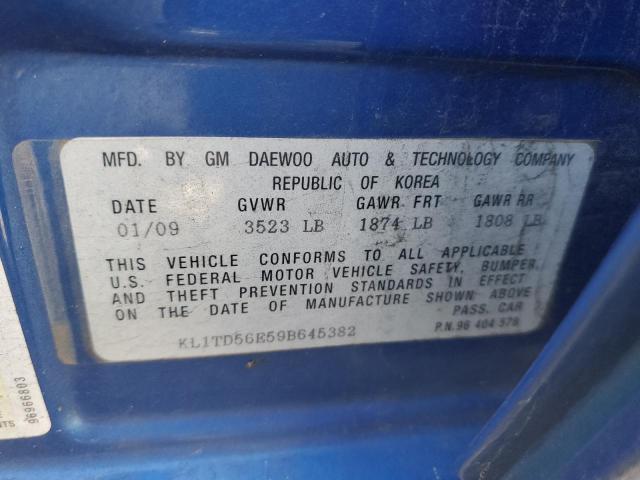 MFD. BY GM DAEWOO AUTO & TECHNOLOGY COMPANY
REPUBLIC OF KOREA
DATE GVWR GAWR FRT GAWR RR
01/09 3523 LB 1874 LB 1808 LB
THIS VEHICLE CONFORMS TO ALL APPLICABLE
U.S. FEDERAL MOTOR VEHICLE SAFETY, BUMPER,
AND THEFT PREVENTION STANDARDS IN EFFECT
ON THE DATE OF MANUFACTURE SHOWN ABOVE.
PASS. CAR
KL1TD56E59B645382
P.N. 96 404 578
96966803